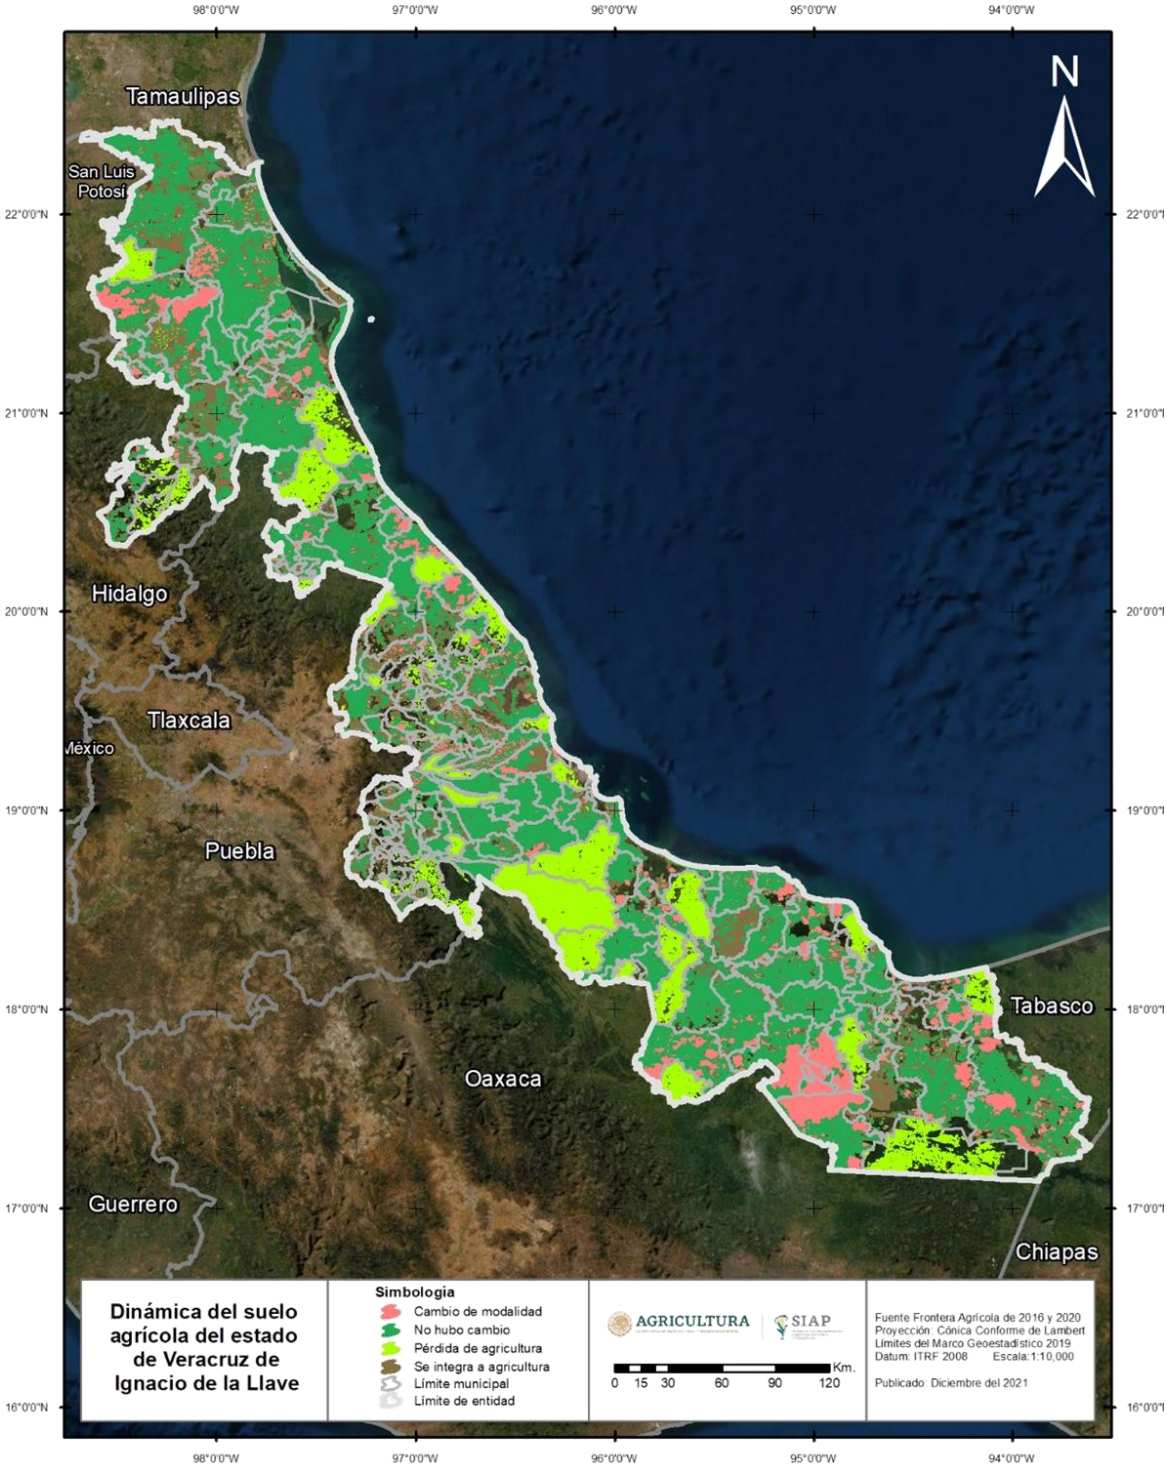 98°0'0"W 97°0'0"W 96°0'0"W 95°0'0"W 94°0'0"W
N
Tamaulipas
San Luis
Potosí
22°0'0"N 22°0'0"N
21°0'0"N 21°0'0"N
Hidalgo
20°0'0"N 20°0'0"N
Tlaxcala
México
19°0'0"N 19°0'0"N
Puebla
18°0'0"N 18°0'0"N
Tabasco
Oaxaca
Guerrero
17°0'0"N 17°0'0"N
Chiapas
Dinámica del suelo
agrícola del estado
de Veracruz de
Ignacio de la Llave
Simbología
Cambio de modalidad
No hubo cambio
Pérdida de agricultura
Se integra a agricultura
Límite municipal
Límite de entidad
AGRICULTURA
SIAP
Km.
0 15 30 60 90 120
Fuente Frontera Agrícola de 2016 y 2020
Proyección: Cónica Conforme de Lambert
Límites del Marco Geoestadístico 2019
Datum: ITRF 2008 Escala:1:10,000
Publicado: Diciembre del 2021
16°0'0"N 16°0'0"N
98°0'0"W 97°0'0"W 96°0'0"W 95°0'0"W 94°0'0"W